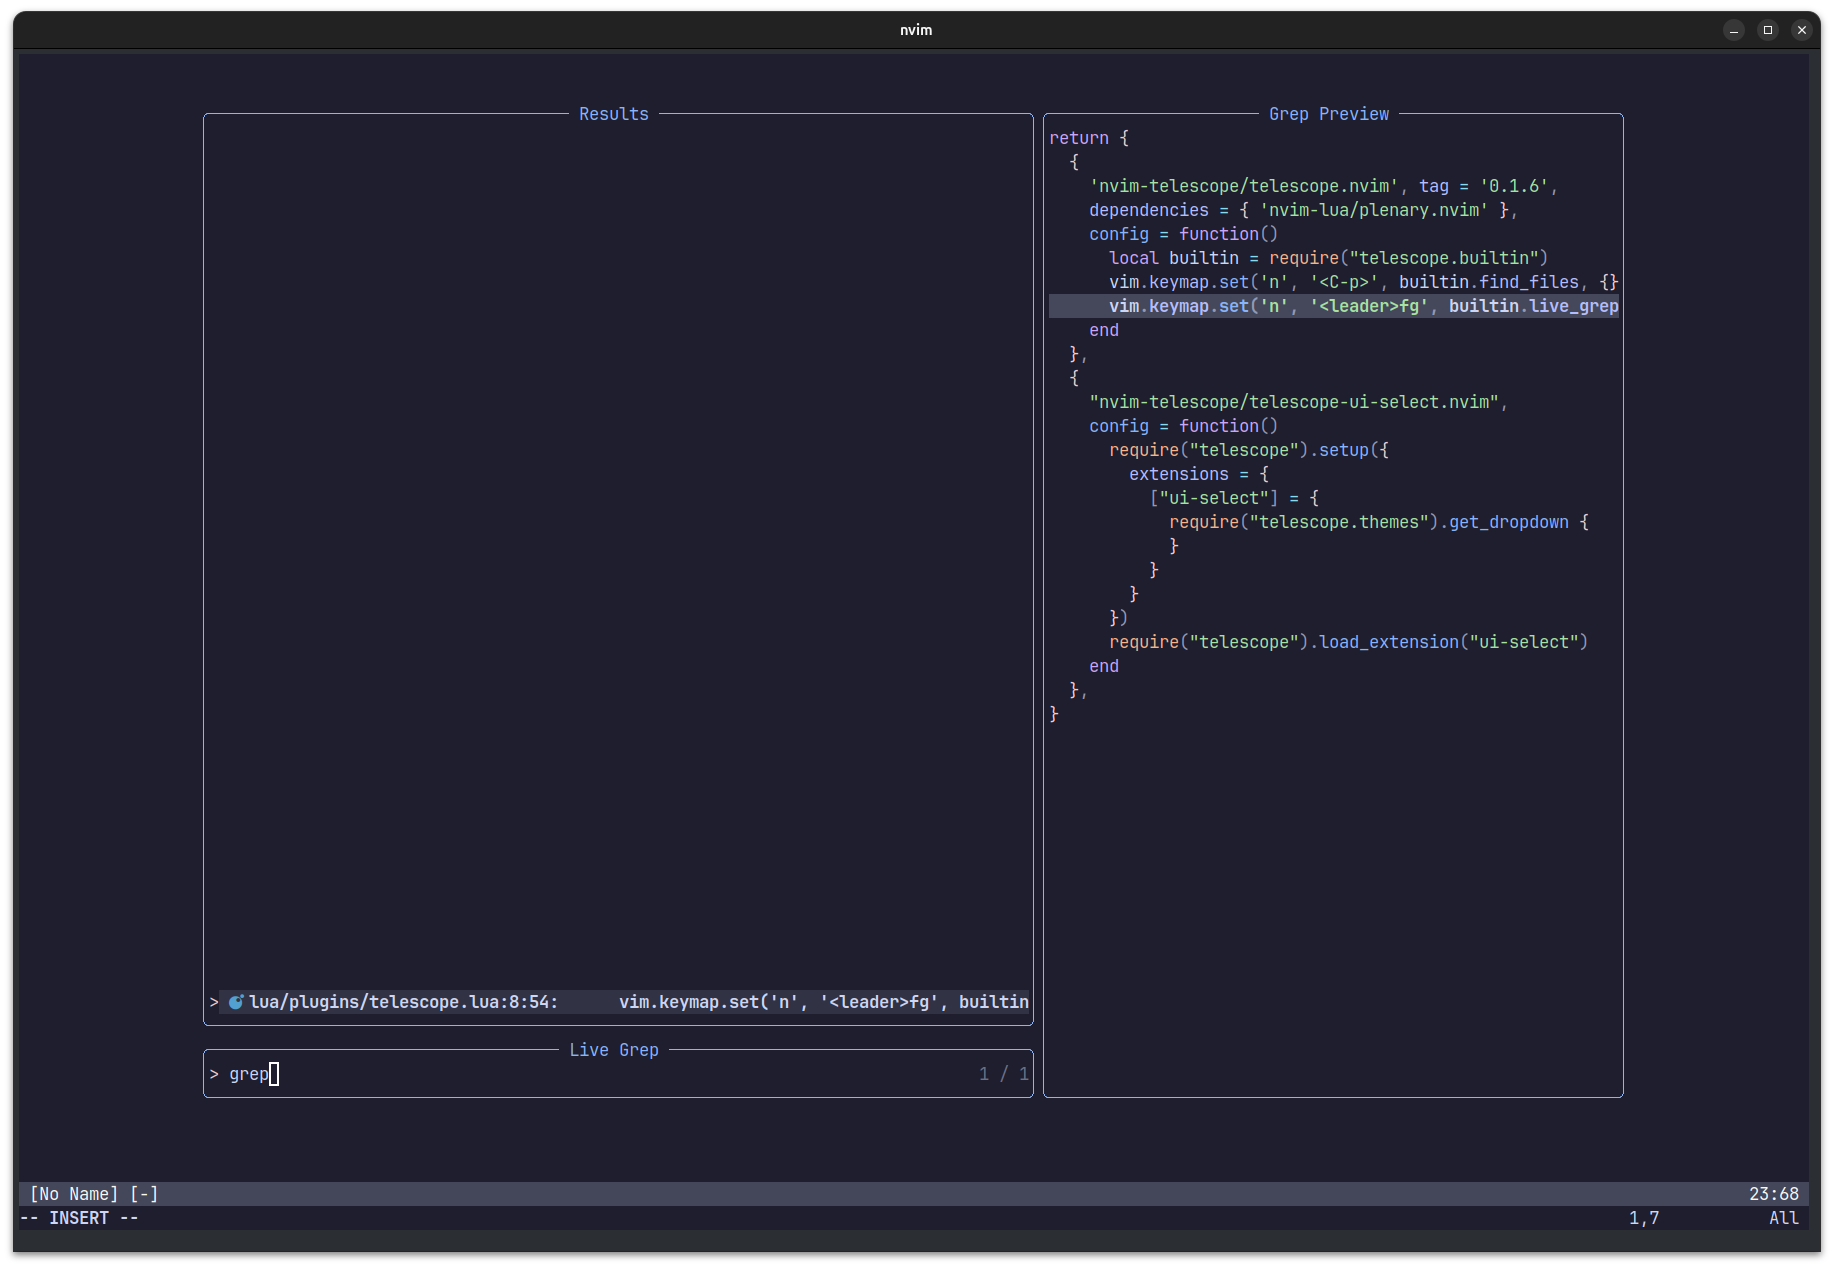 nvim
Results
> lua/plugins/telescope.lua:8:54:      vim.keymap.set('n', '<leader>fg', builtin
Live Grep
> grep
1 / 1
Grep Preview
return {
  {
    'nvim-telescope/telescope.nvim', tag = '0.1.6',
    dependencies = { 'nvim-lua/plenary.nvim' },
    config = function()
      local builtin = require("telescope.builtin")
      vim.keymap.set('n', '<C-p>', builtin.find_files, {}
      vim.keymap.set('n', '<leader>fg', builtin.live_grep
    end
  },
  {
    "nvim-telescope/telescope-ui-select.nvim",
    config = function()
      require("telescope").setup({
        extensions = {
          ["ui-select"] = {
            require("telescope.themes").get_dropdown {
            }
          }
        }
      })
      require("telescope").load_extension("ui-select")
    end
  },
}
[No Name] [-]
23:68
-- INSERT --
1,7
All